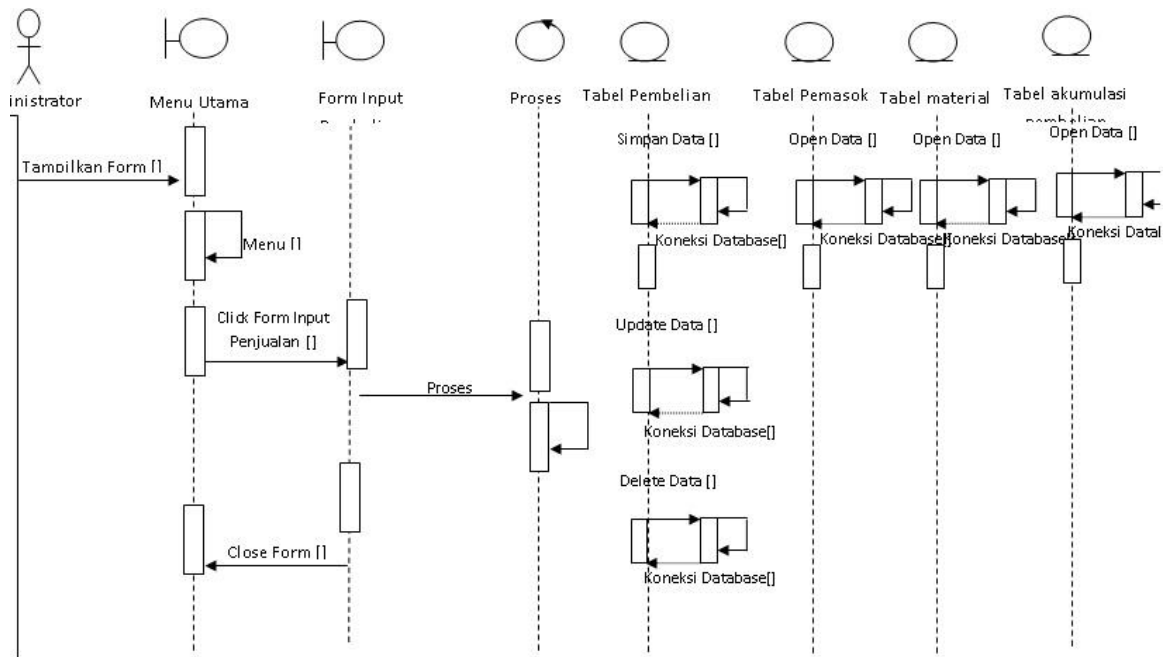 inistrator
Menu Utama
Form Input
Proses
Tabel Pembelian
Tabel Pemasok
Tabel material
Tabel akumulasi
Simpan Data []
Open Data []
Open Data []
Open Data []
Tampilkan Form []
Koneksi Database[]
Koneksi Database[]
Koneksi Database[]
Koneksi Data
Menu []
Click Form Input
Penjualan []
Update Data []
Proses
Koneksi Database[]
Delete Data []
Close Form []
Koneksi Database[]